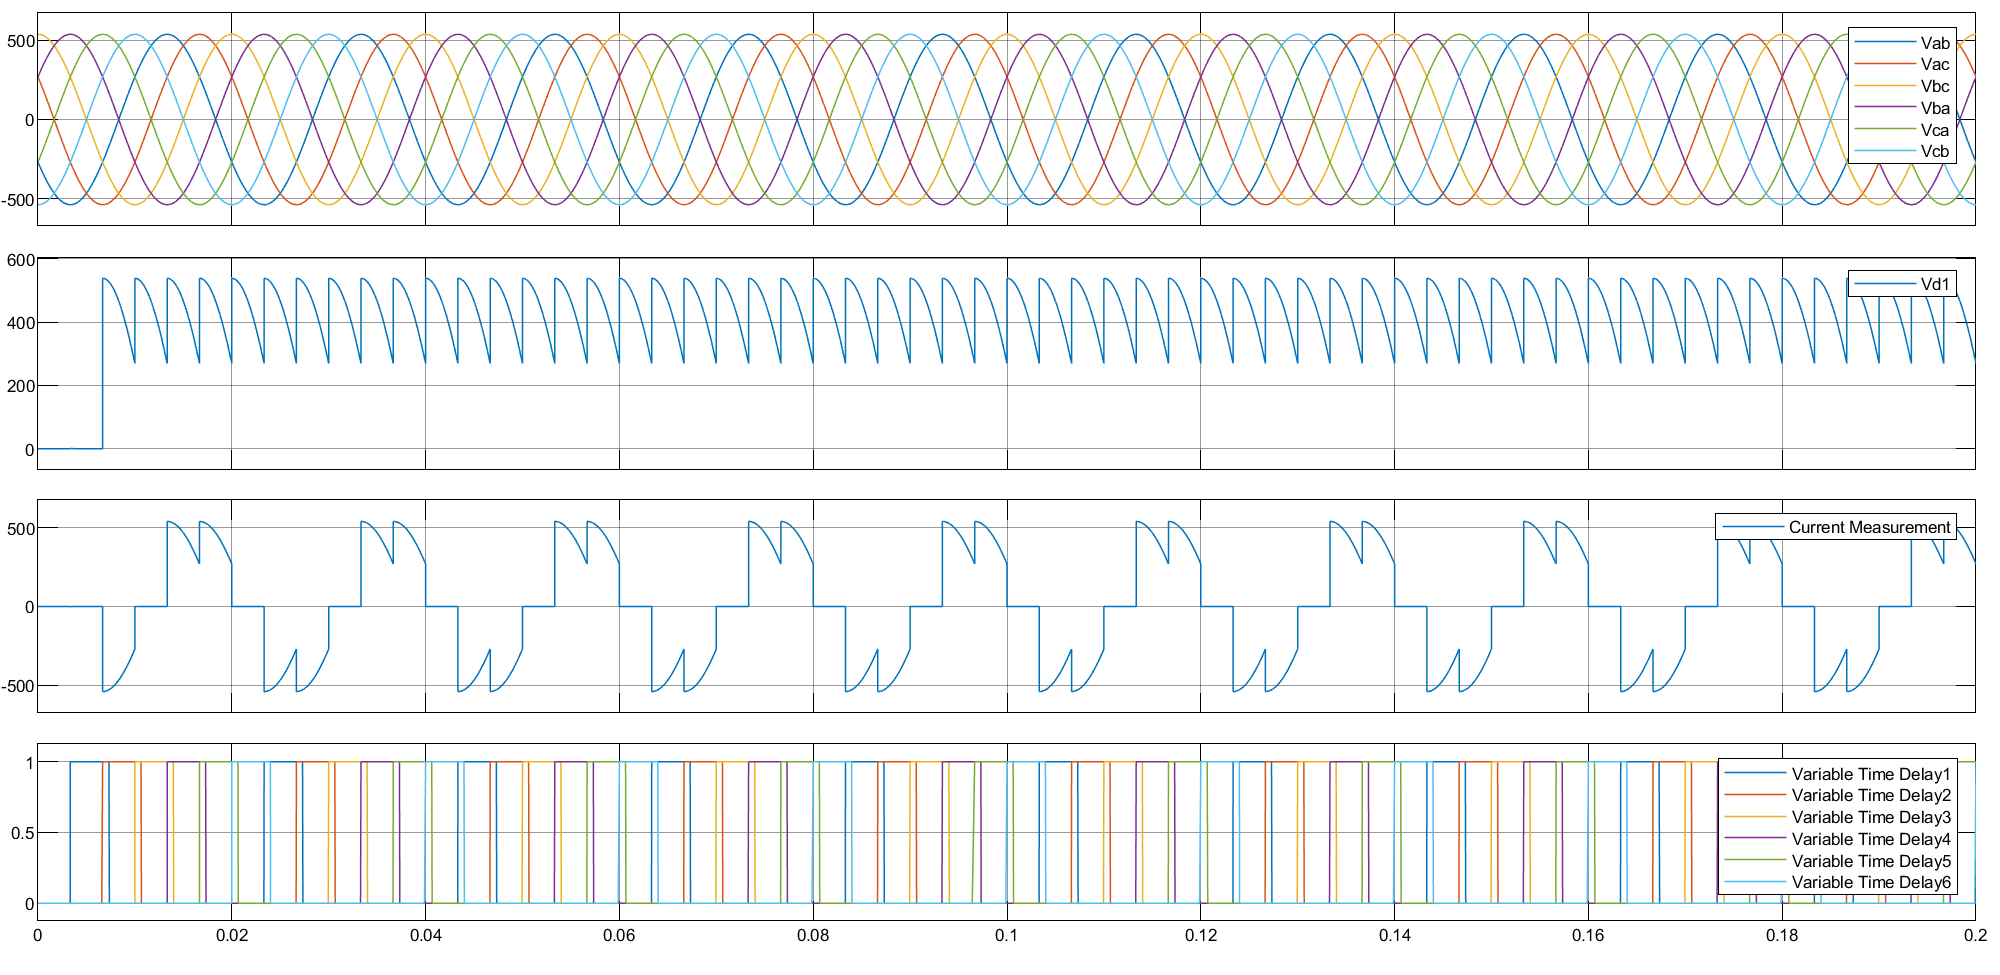 500
0
-500
Vab
Vac
Vbc
Vba
Vca
Vcb
600
400
200
0
Vd1
500
0
-500
Current Measurement
1
0.5
0
Variable Time Delay1
Variable Time Delay2
Variable Time Delay3
Variable Time Delay4
Variable Time Delay5
Variable Time Delay6
0 0.02 0.04 0.06 0.08 0.1 0.12 0.14 0.16 0.18 0.2